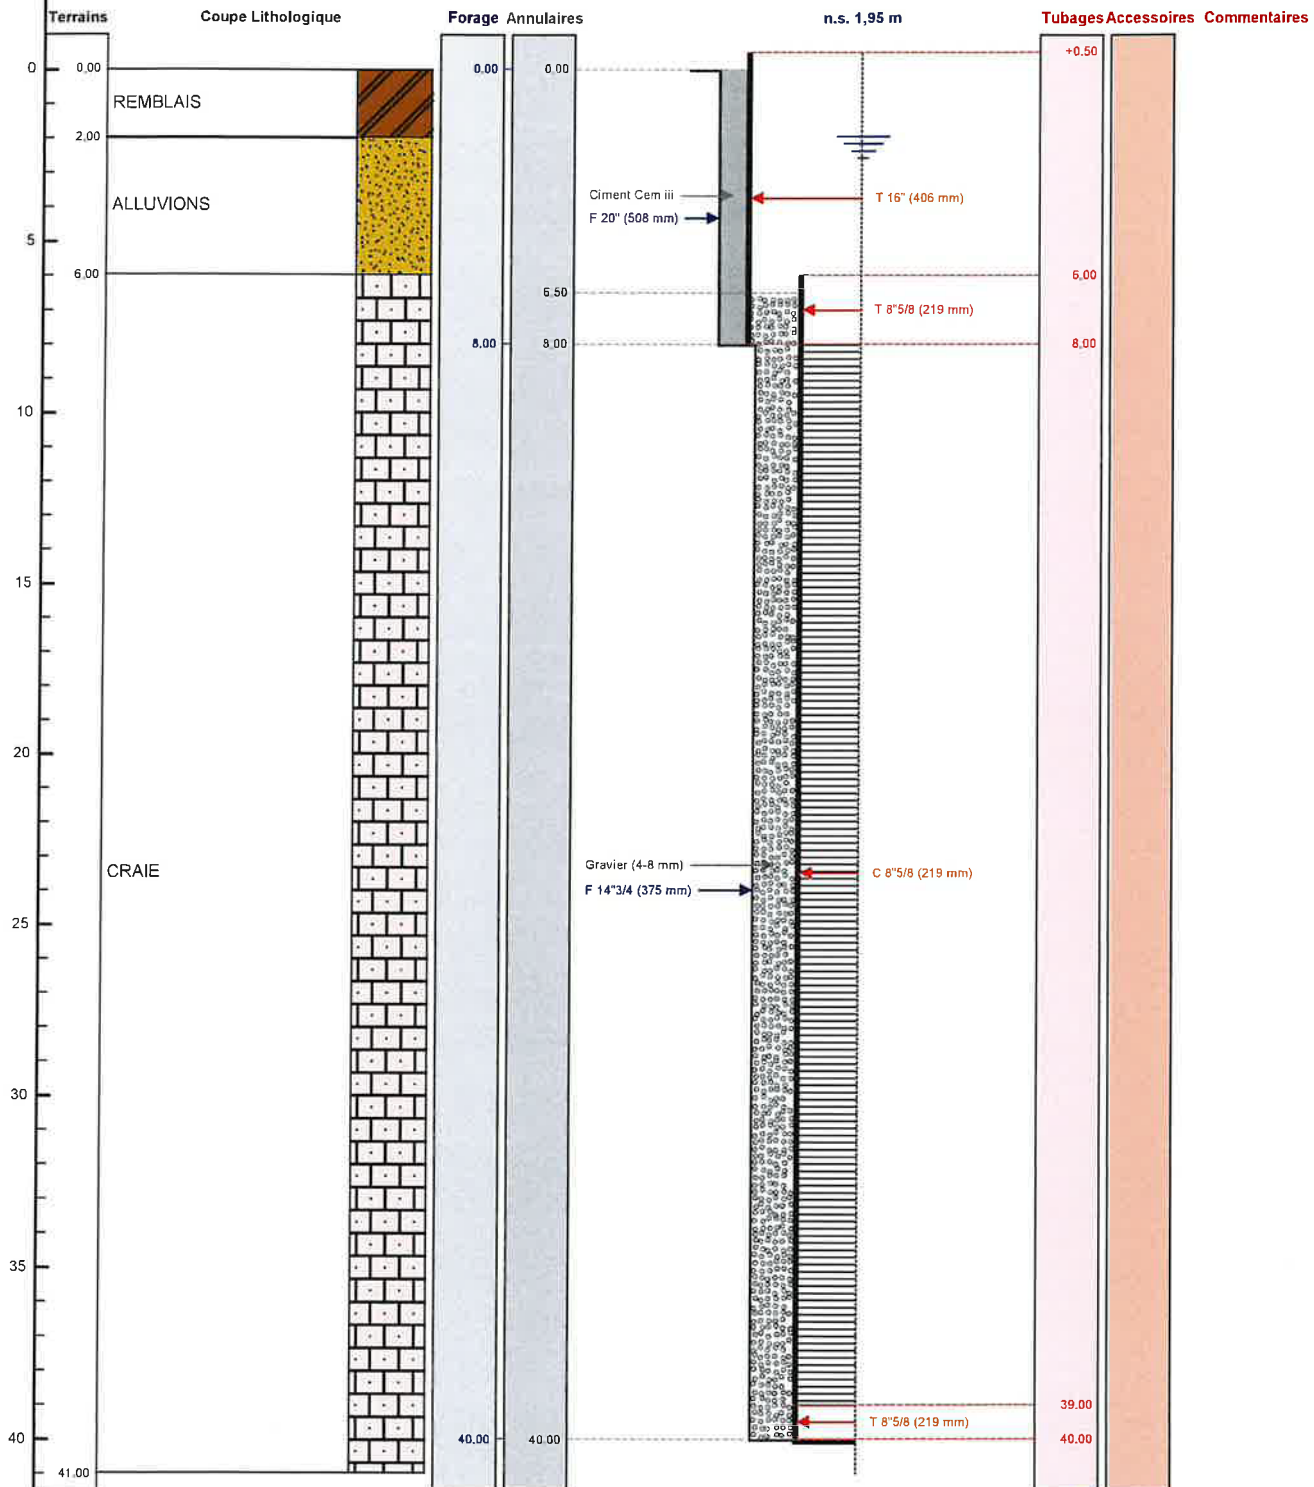 Terrains Coupe Lithologique Forage Annulaires n.s. 1,95 m Tubages Accessoires Commentaires
+0.50
0 0,00 0.00 0,00
REMBLAIS
2,00
Ciment Cem iii T 16" (406 mm)
ALLUVIONS
F 20" (508 mm)
5
6,00 6,00
6,50
T 8"5/8 (219 mm)
8.00 8,00 8,00
10
15
20
Gravier (4-8 mm)
CRAIE C 8"5/8 (219 mm)
F 14"3/4 (375 mm)
25
30
35
39.00
T 8"5/8 (219 mm)
40 40.00 40.00 40.00
41.00